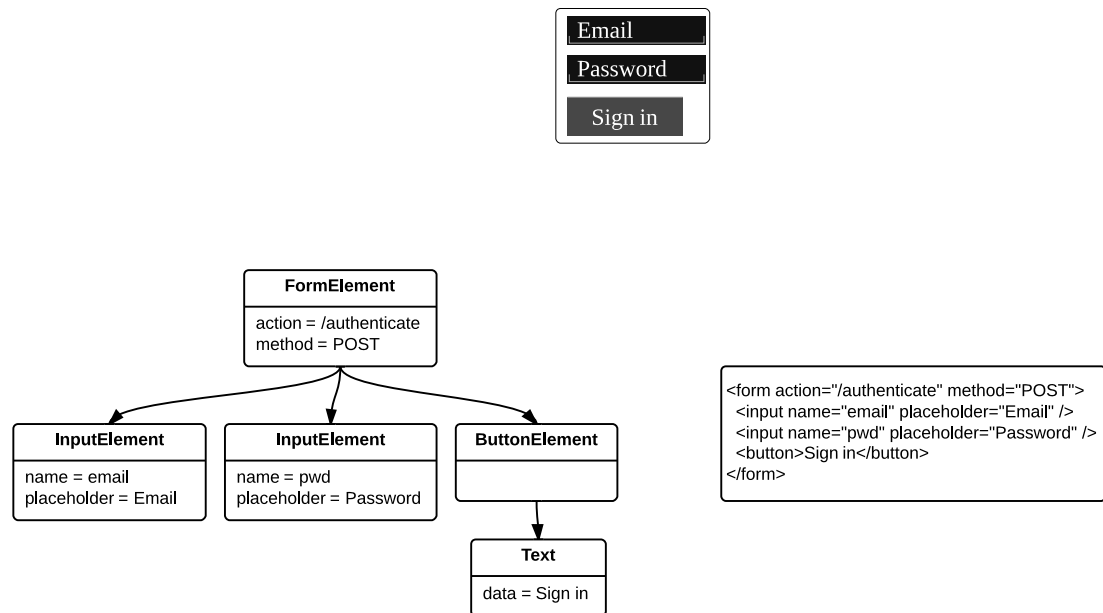 Email
Password
Sign in
FormElement
action = /authenticate
method = POST
InputElement
name = email
placeholder = Email
InputElement
name = pwd
placeholder = Password
ButtonElement
Text
data = Sign in
<form action="/authenticate" method="POST">
<input name="email" placeholder="Email" />
<input name="pwd" placeholder="Password" />
<button>Sign in</button>
</form>